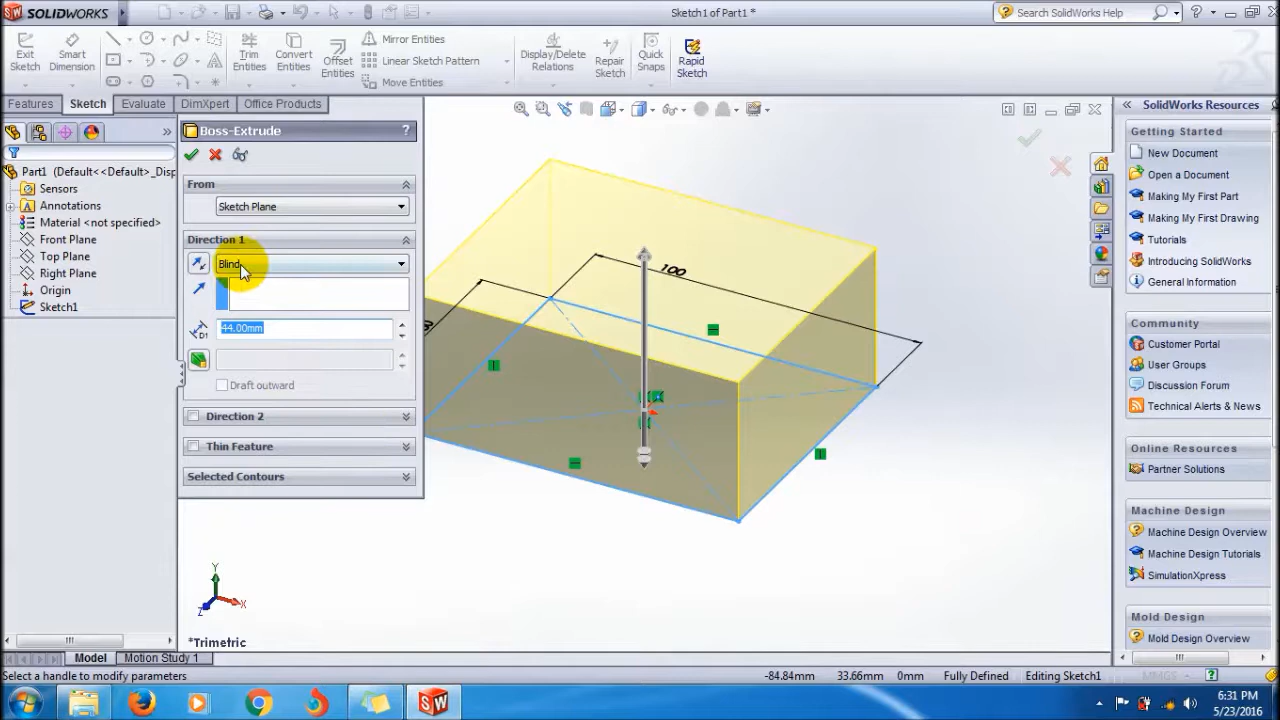 SOLIDWORKS
Sketch1 of Part1 *
Search SolidWorks Help
Exit Sketch
Smart Dimension
Trim Entities
Convert Entities
Offset Entities
Mirror Entities
Linear Sketch Pattern
Move Entities
Display/Delete Relations
Repair Sketch
Quick Snaps
Rapid Sketch
Features
Sketch
Evaluate
DimXpert
Office Products
Part1 (Default<<Default>_Disp
Sensors
Annotations
Material <not specified>
Front Plane
Top Plane
Right Plane
Origin
Sketch1
Boss-Extrude
?
From
Sketch Plane
Direction 1
Blind
D1
44.00mm
Draft outward
Direction 2
Thin Feature
Selected Contours
100
Y
X
Z
*Trimetric
SolidWorks Resources
Getting Started
New Document
Open a Document
Making My First Part
Making My First Drawing
Tutorials
Introducing SolidWorks
General Information
Community
Customer Portal
User Groups
Discussion Forum
Technical Alerts & News
Online Resources
Partner Solutions
Machine Design
Machine Design Overview
Machine Design Tutorials
SimulationXpress
Mold Design
Mold Design Overview
Model
Motion Study 1
Select a handle to modify parameters
-84.84mm
33.66mm
0mm
Fully Defined
Editing Sketch1
MMGS
6:31 PM
5/23/2016